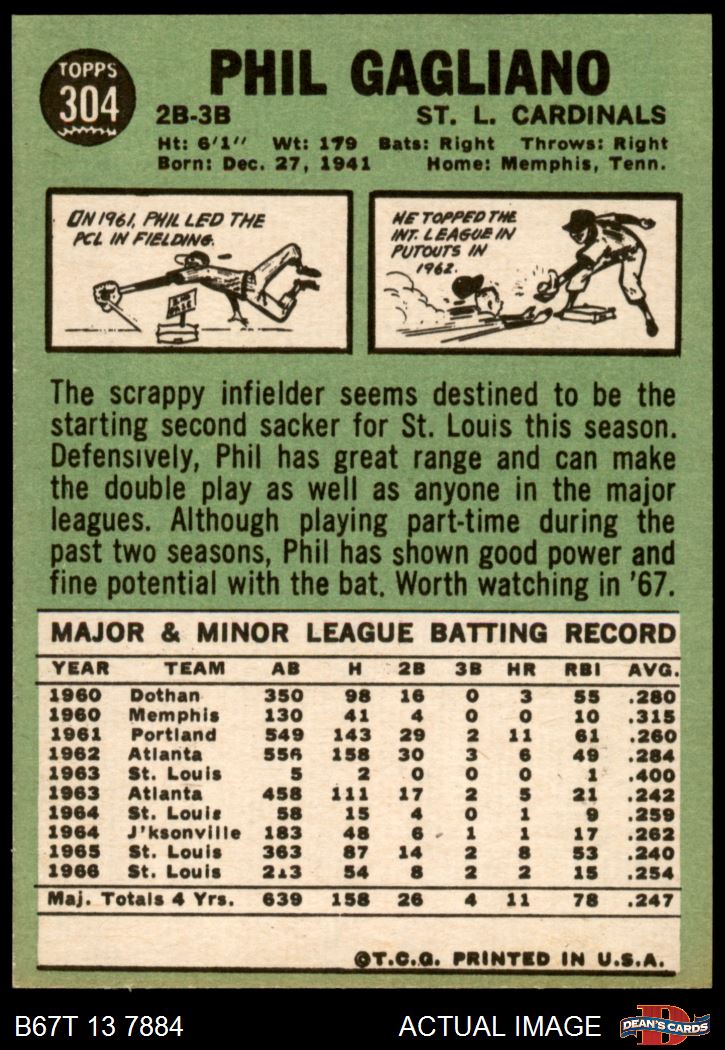 TOPPS
304
PHIL GAGLIANO
2B-3B ST. L. CARDINALS
Ht: 6'1" Wt: 179 Bats: Right Throws: Right
Born: Dec. 27, 1941 Home: Memphis, Tenn.
IN 1961, PHIL LED THE
PCL IN FIELDING.
HE TOPPED THE
INT. LEAGUE IN
PUTOUTS IN
1962.
The scrappy infielder seems destined to be the
starting second sacker for St. Louis this season.
Defensively, Phil has great range and can make
the double play as well as anyone in the major
leagues. Although playing part-time during the
past two seasons, Phil has shown good power and
fine potential with the bat. Worth watching in '67.
MAJOR & MINOR LEAGUE BATTING RECORD
YEAR TEAM AB H 2B 3B HR RBI AVG.
1960 Dothan 350 98 16 0 3 55 .280
1960 Memphis 130 41 4 0 0 10 .315
1961 Portland 549 143 29 2 11 61 .260
1962 Atlanta 556 158 30 3 6 49 .284
1963 St. Louis 5 2 0 0 0 1 .400
1963 Atlanta 458 111 17 2 5 21 .242
1964 St. Louis 58 15 4 0 1 9 .259
1964 J'ksonville 183 48 6 1 1 17 .262
1965 St. Louis 363 87 14 2 8 53 .240
1966 St. Louis 213 54 8 2 2 15 .254
Maj. Totals 4 Yrs. 639 158 26 4 11 78 .247
©T.C.G. PRINTED IN U.S.A.
B67T 13 7884 ACTUAL IMAGE
DEAN'S CARDS